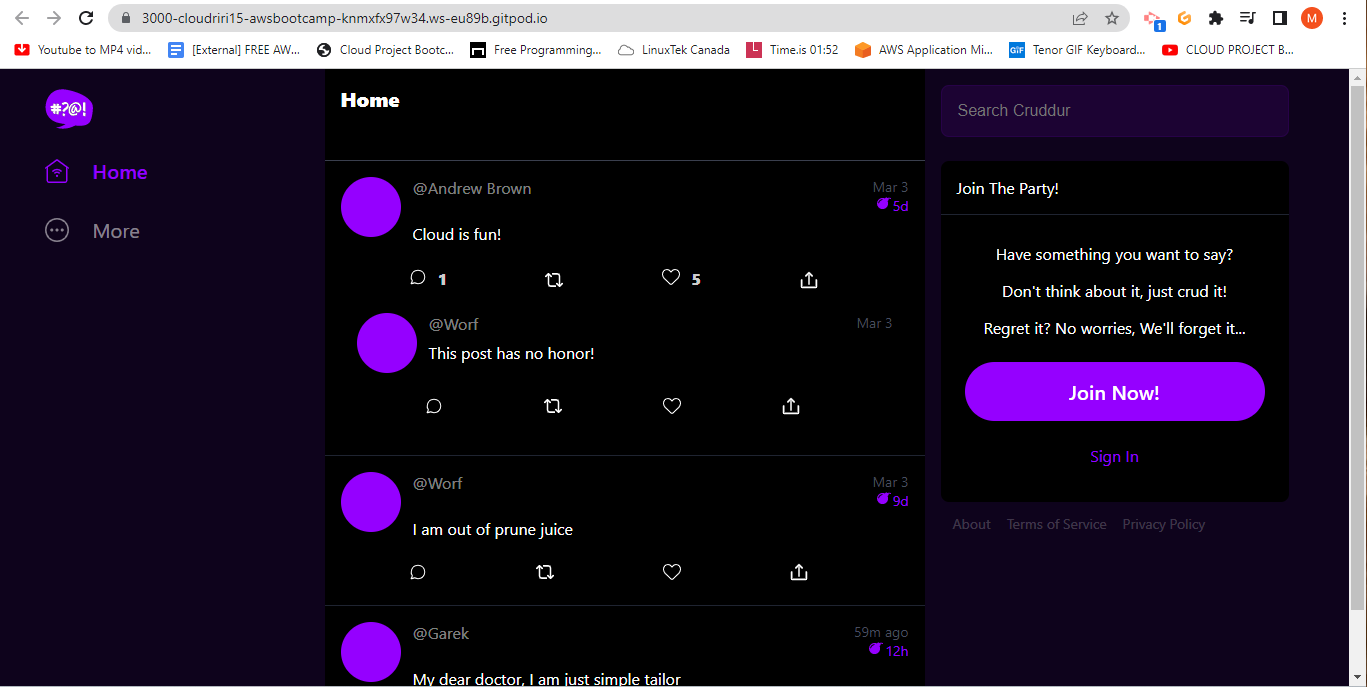 3000-cloudriri15-awsbootcamp-knmxfx97w34.ws-eu89b.gitpod.io
1
M
Youtube to MP4 vid...
[External] FREE AW...
Cloud Project Bootc...
Free Programming...
LinuxTek Canada
Time.is 01:52
AWS Application Mi...
GIF
Tenor GIF Keyboard...
CLOUD PROJECT B...
#?@!
Home
More
Home
@Andrew Brown
Mar 3
5d
Cloud is fun!
1
5
@Worf
Mar 3
This post has no honor!
@Worf
Mar 3
9d
I am out of prune juice
@Garek
59m ago
12h
My dear doctor, I am just simple tailor
Search Cruddur
Join The Party!
Have something you want to say?
Don't think about it, just crud it!
Regret it? No worries, We'll forget it...
Join Now!
Sign In
About Terms of Service Privacy Policy